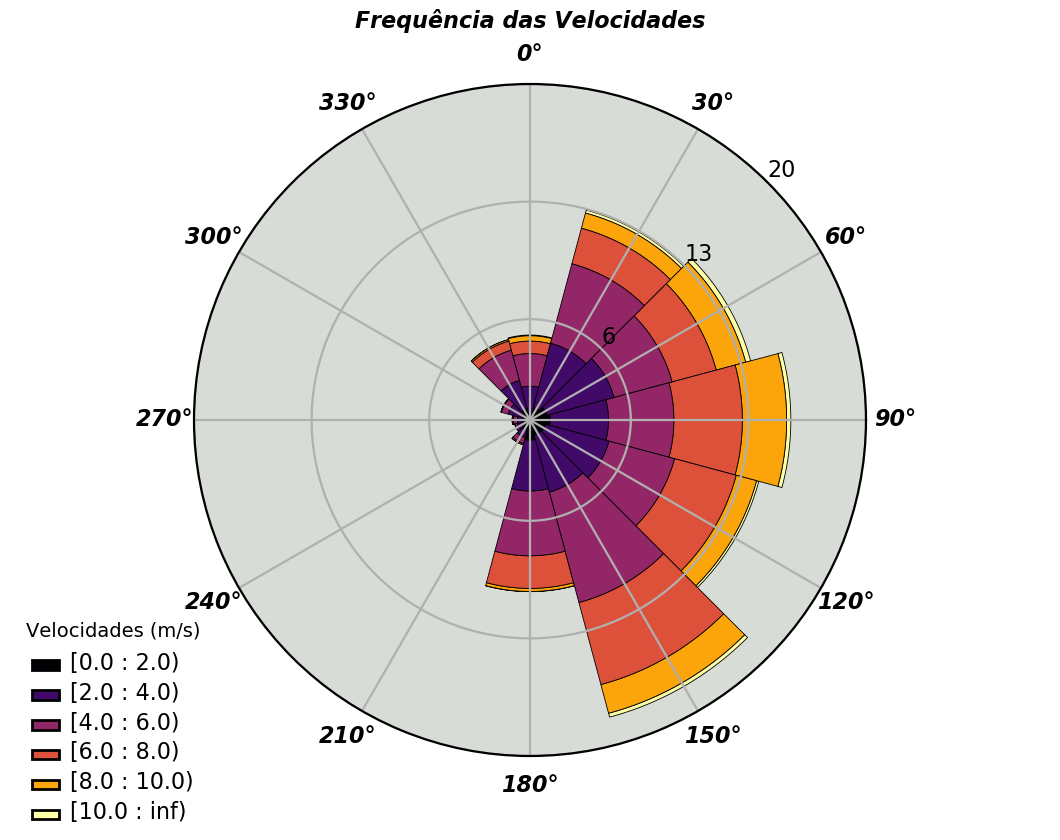 Frequência das Velocidades
0°
330°
30°
20
300°
60°
13
6
270°
90°
240°
120°
210°
150°
180°
Velocidades (m/s)
[0.0 : 2.0)
[2.0 : 4.0)
[4.0 : 6.0)
[6.0 : 8.0)
[8.0 : 10.0)
[10.0 : inf)